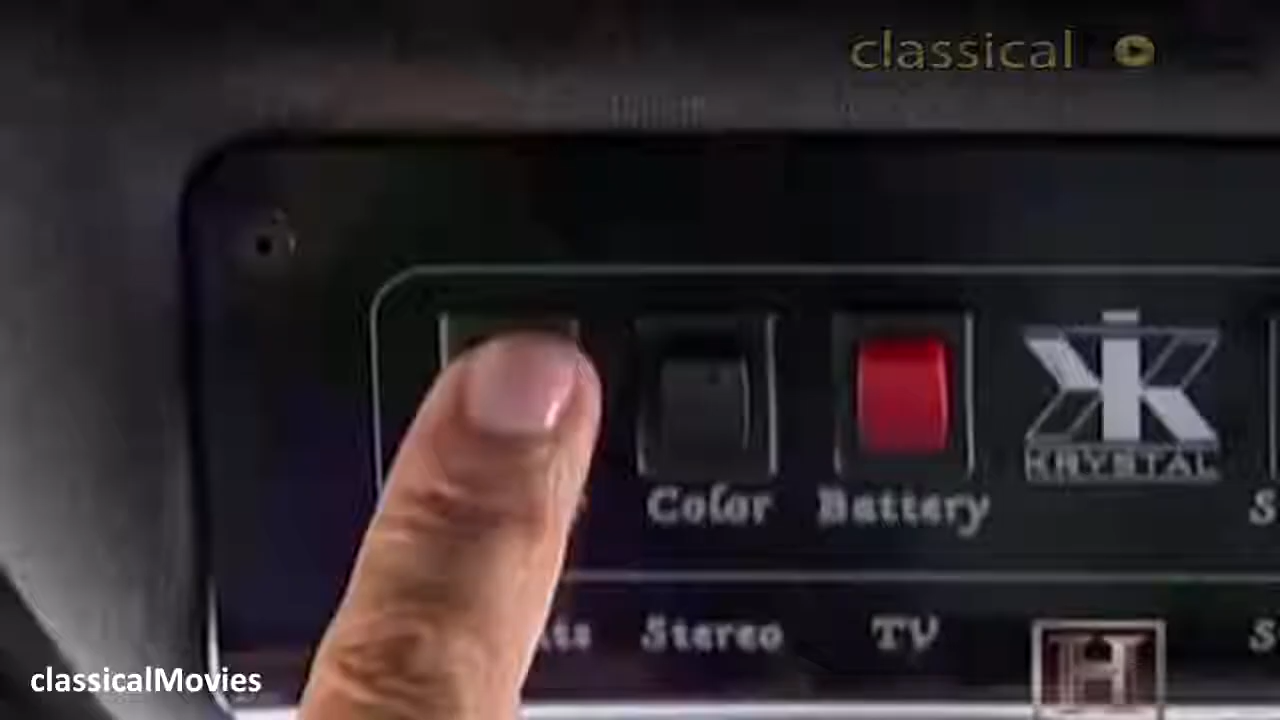 classical
KRYSTAL
Color Battery S
Stereo TV S
H
classicalMovies